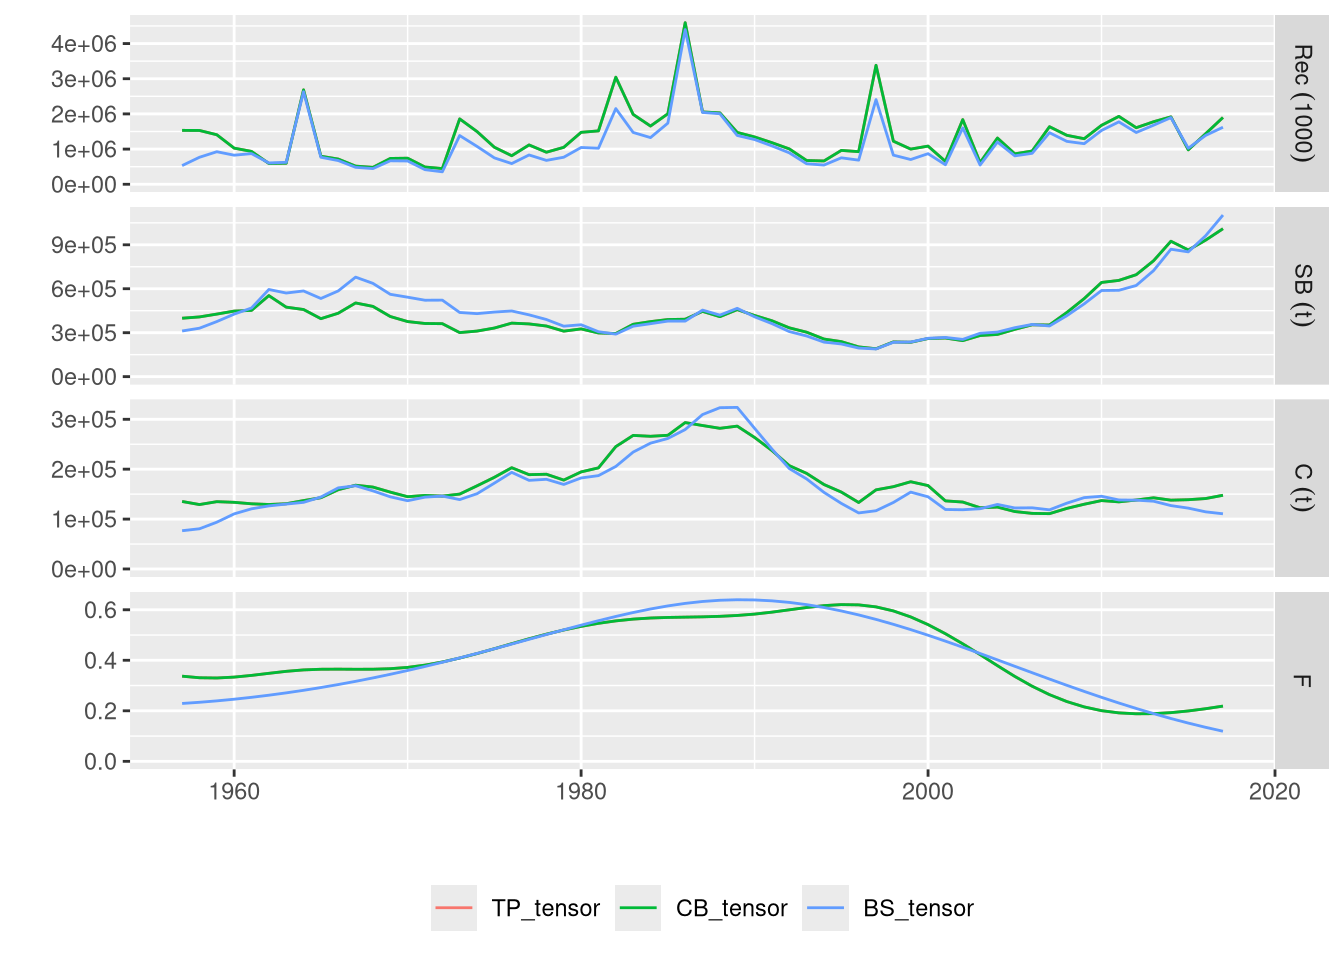 4e+06
3e+06
2e+06
1e+06
0e+00
Rec (1000)
9e+05
6e+05
3e+05
0e+00
SB (t)
3e+05
2e+05
1e+05
0e+00
C (t)
0.6
0.4
0.2
0.0
F
1960 1980 2000 2020
TP_tensor CB_tensor BS_tensor